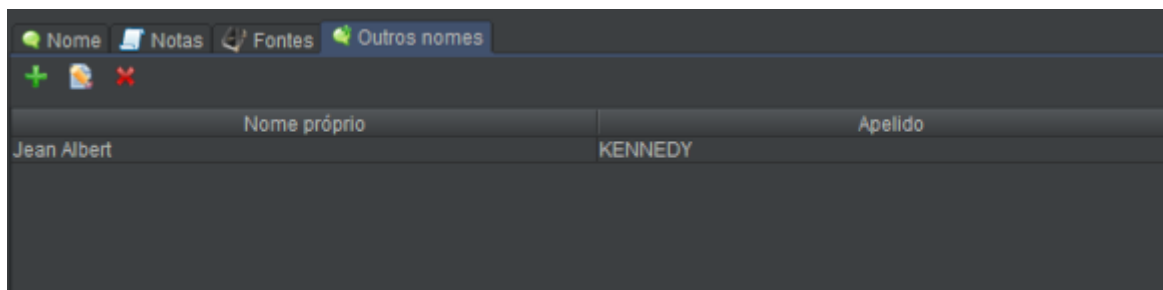 Nome Notas Fontes Outros nomes
Nome próprio Apelido
Jean Albert KENNEDY